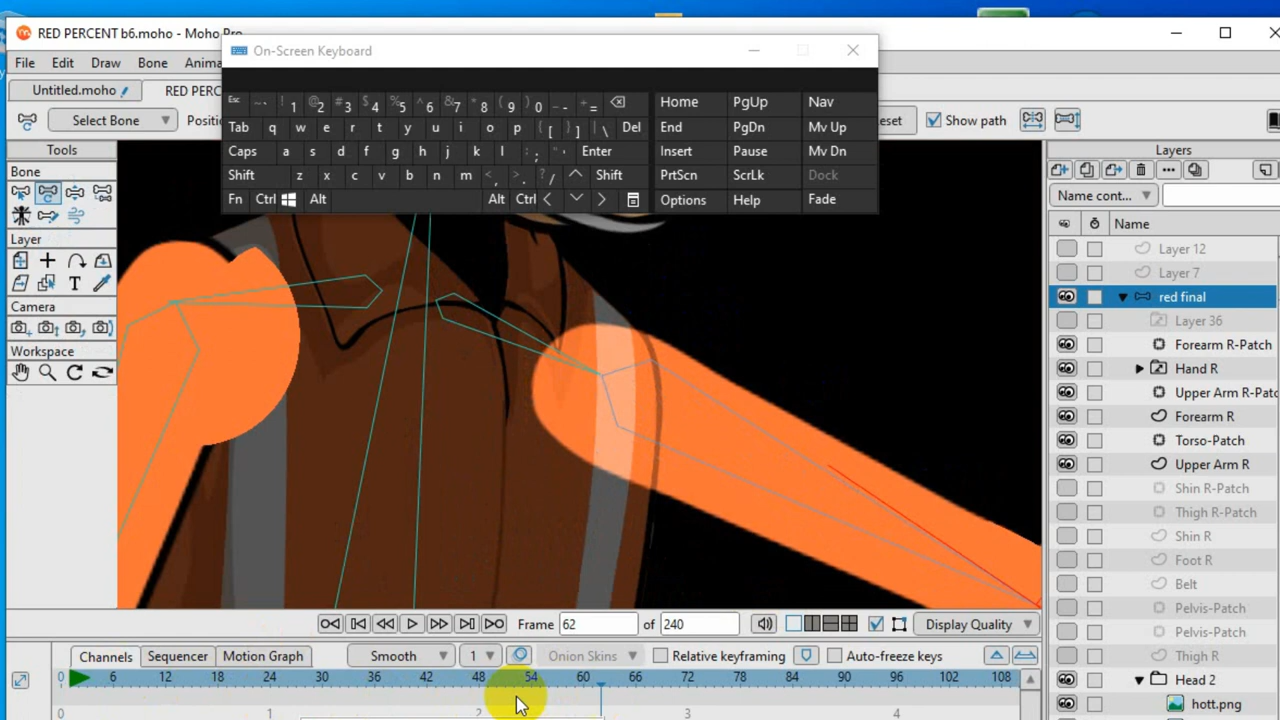 RED PERCENT b6.moho - Moho Pro
On-Screen Keyboard
File Edit Draw Bone Anima
Untitled.moho RED PERC
Select Bone Positio
eset Show path
Esc ~ ` ! 1 @ 2 # 3 $ 4 % 5 ^ 6 & 7 * 8 ( 9 ) 0 _ - + =
Home PgUp Nav
Tab q w e r t y u i o p { [ } ] | \ Del
End PgDn Mv Up
Caps a s d f g h j k l : ; " ' Enter
Insert Pause Mv Dn
Shift z x c v b n m < , > . ? / Shift
PrtScn ScrLk Dock
Fn Ctrl Alt Alt Ctrl
Options Help Fade
Tools
Bone
Layer
T
Camera
Workspace
Layers
Name cont...
Name
Layer 12
Layer 7
red final
Layer 36
Forearm R-Patch
Hand R
Upper Arm R-Patc
Forearm R
Torso-Patch
Upper Arm R
Shin R-Patch
Thigh R-Patch
Shin R
Foot R
Belt
Pelvis-Patch
Pelvis-Patch
Thigh R
Head 2
hott.png
Frame 62 of 240 Display Quality
Channels Sequencer Motion Graph Smooth 1 Onion Skins Relative keyframing Auto-freeze keys
0 6 12 18 24 30 36 42 48 54 60 66 72 78 84 90 96 102 108
0 1 2 3 4